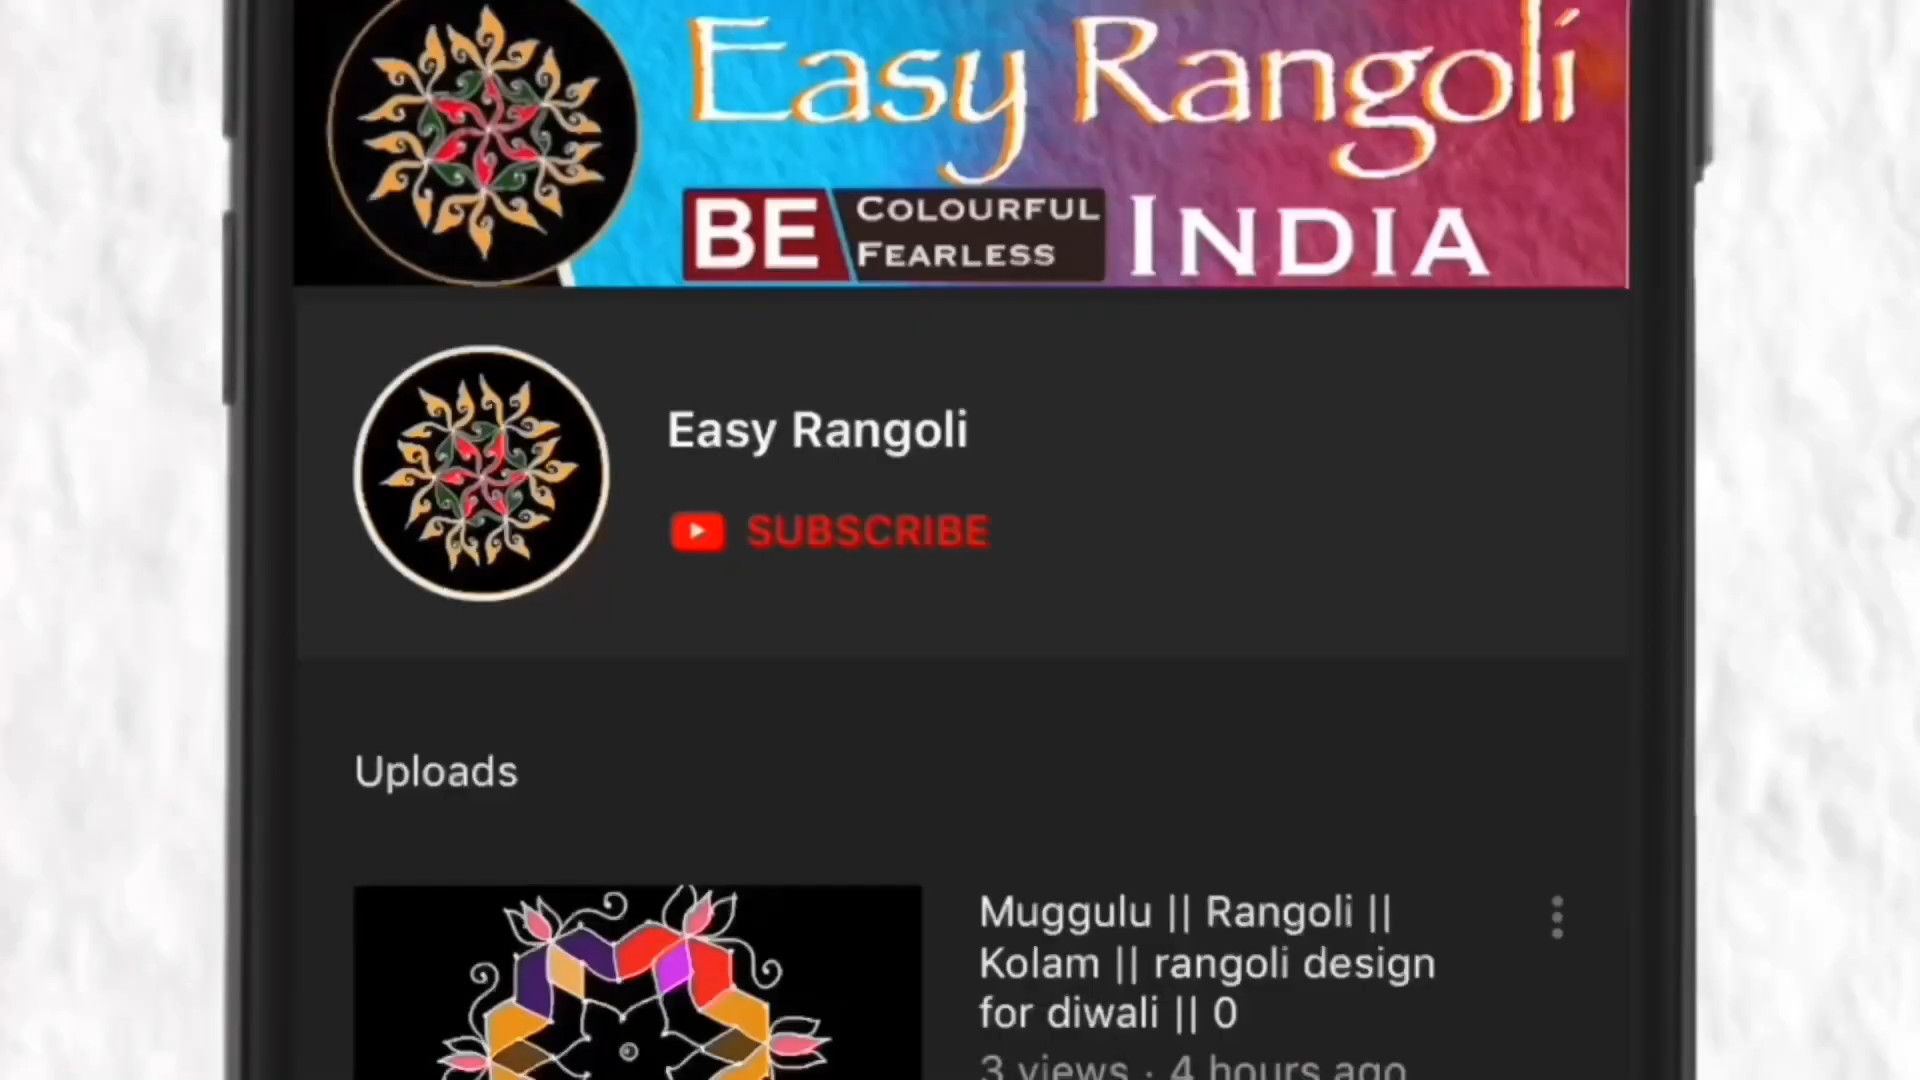 Easy Rangoli
BE COLOURFUL FEARLESS INDIA
Easy Rangoli
SUBSCRIBE
Uploads
Muggulu || Rangoli ||
Kolam || rangoli design
for diwali || 0
3 views · 4 hours ago